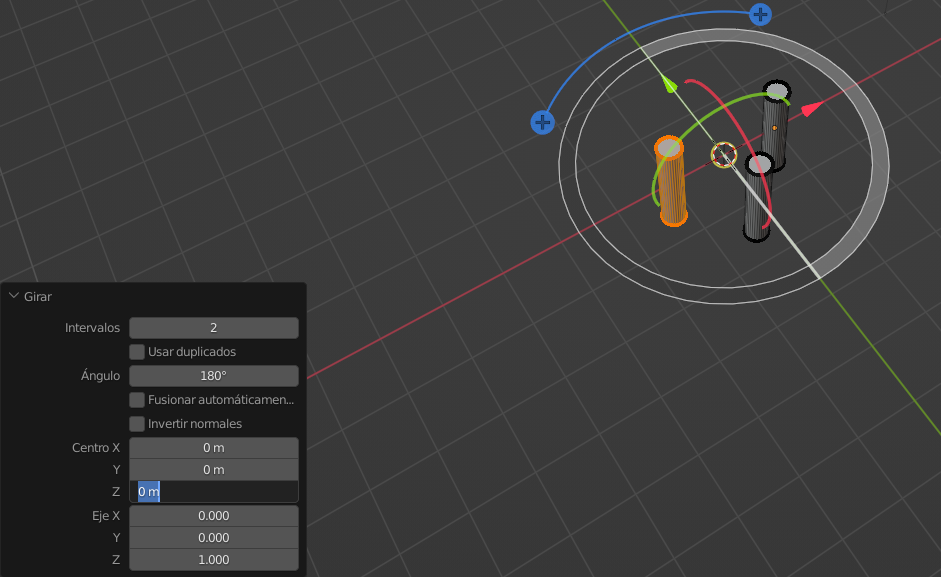 Girar
Intervalos 2
Usar duplicados
Ángulo 180°
Fusionar automáticamen...
Invertir normales
Centro X 0 m
Y 0 m
Z 0 m
Eje X 0.000
Y 0.000
Z 1.000